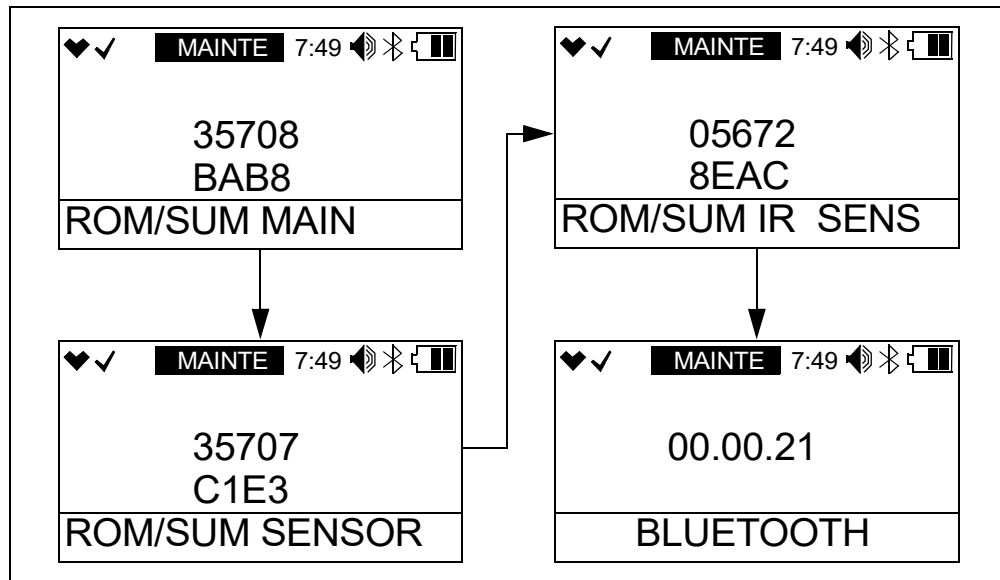 MAINTE 7:49
35708
BAB8
ROM/SUM MAIN
MAINTE 7:49
35707
C1E3
ROM/SUM SENSOR
MAINTE 7:49
05672
8EAC
ROM/SUM IR SENS
MAINTE 7:49
00.00.21
BLUETOOTH